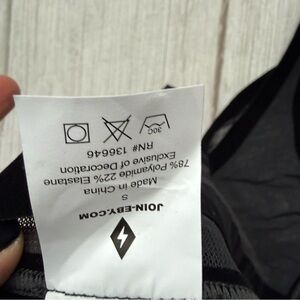 JOIN-EBY.COM
S
Made in China
78% Polyamide 22% Elastane
Exclusive of Decoration
RN# 136646
30C